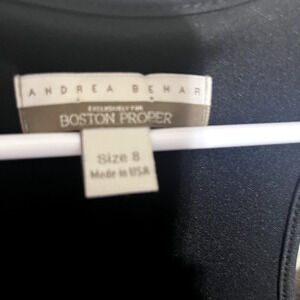 ANDREA BEHAR
EXCLUSIVELY FOR
BOSTON PROPER
Size 8
Made in USA